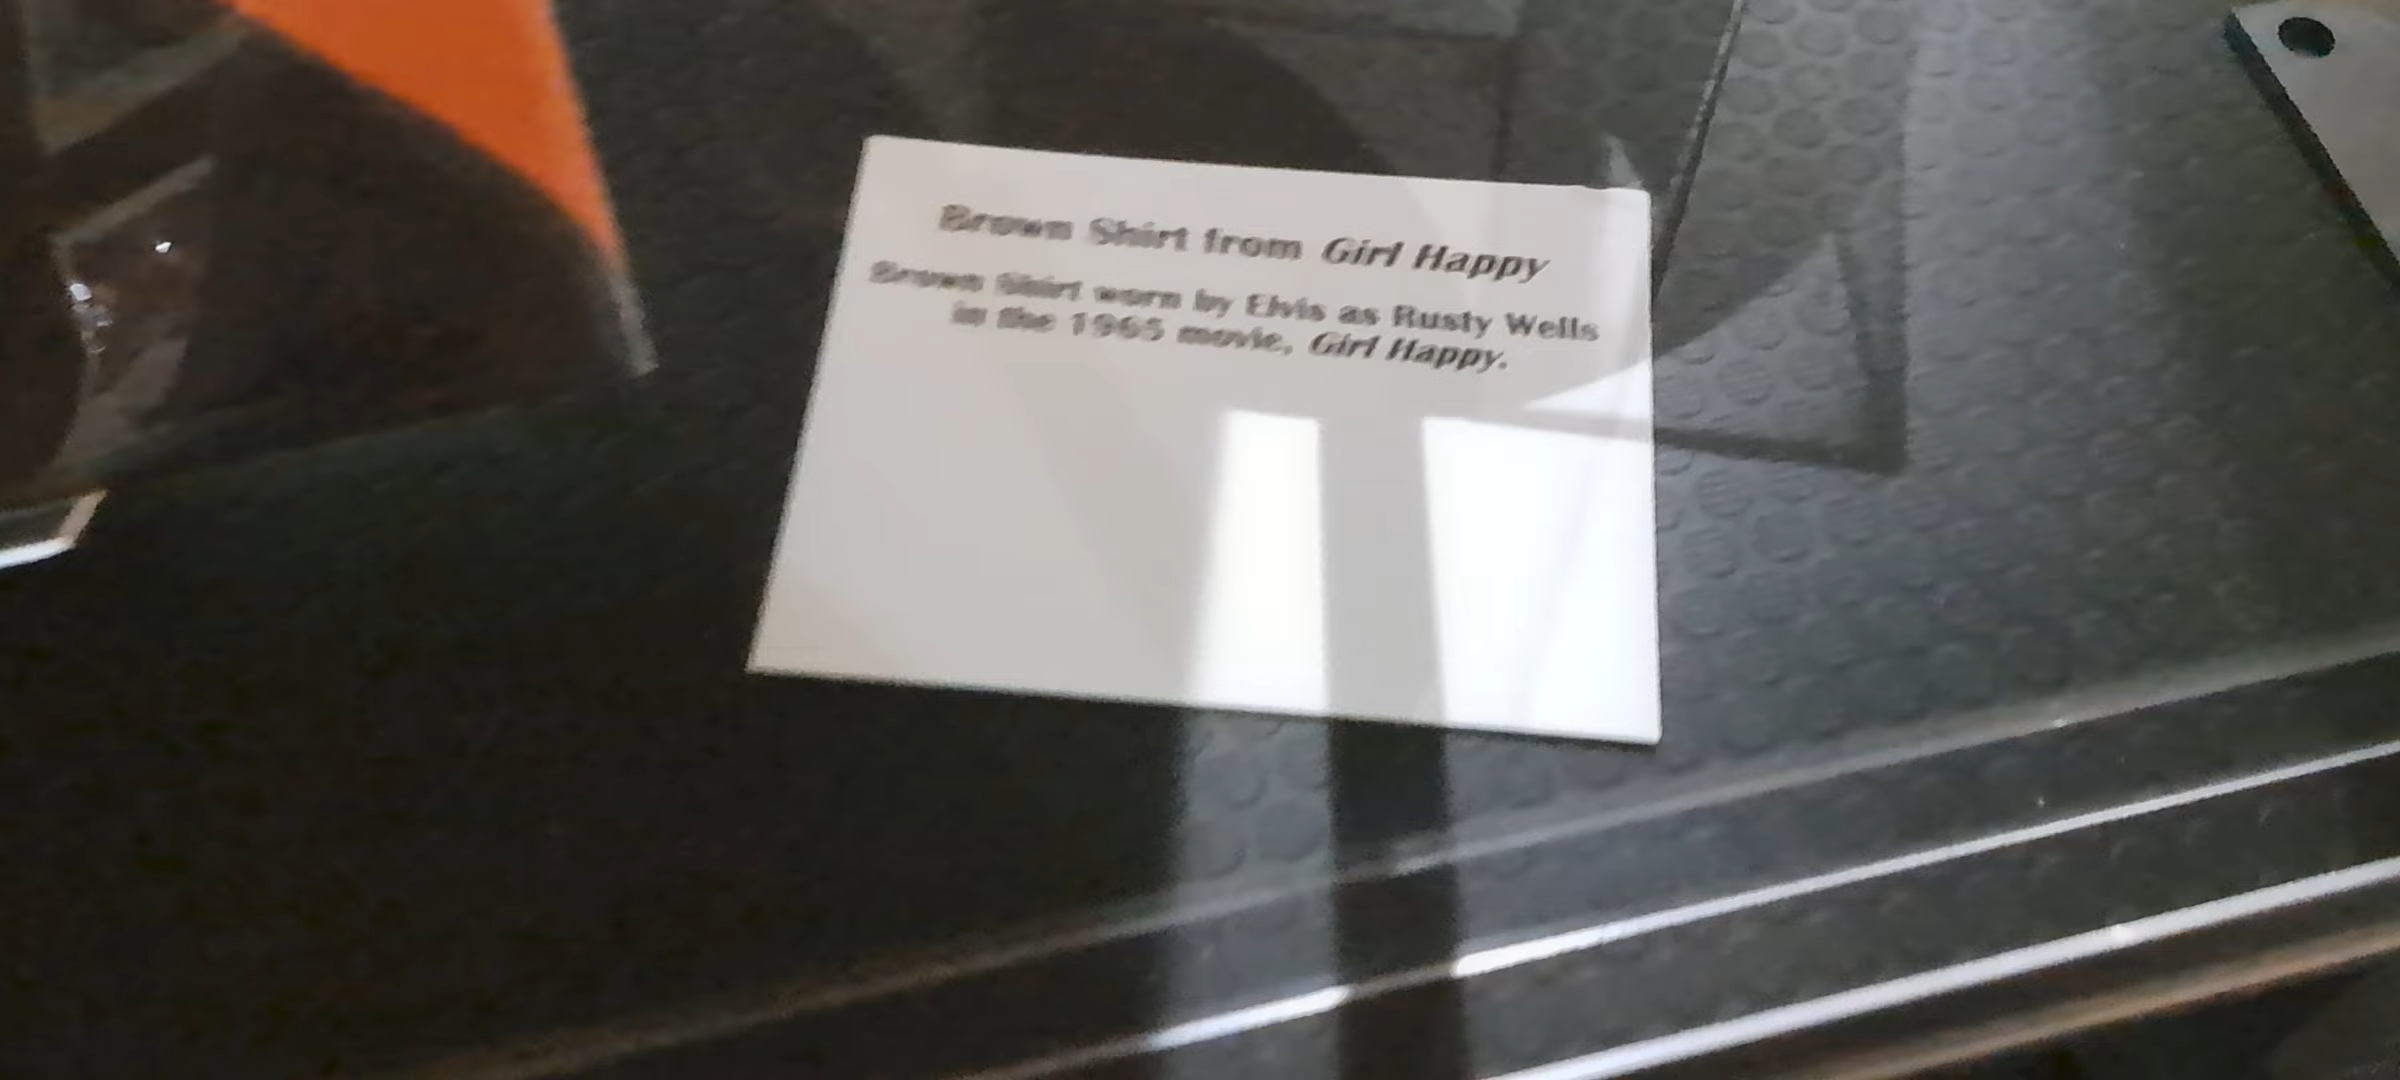 Brown Shirt from Girl Happy
Brown Shirt worn by Elvis as Rusty Wells
in the 1965 movie, Girl Happy.